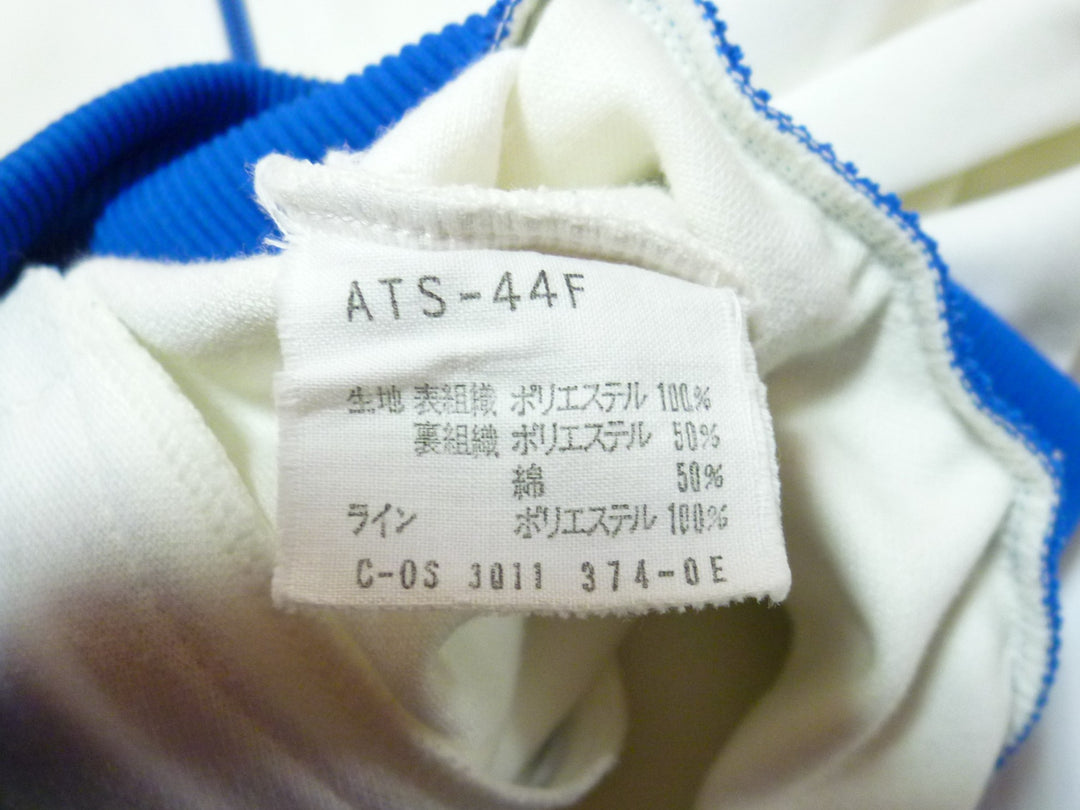 ATS-44F
生地 表組織 ポリエステル 100%
裏組織 ポリエステル 50%
綿 50%
ライン ポリエステル 100%
C-OS 3Q11 374-0E